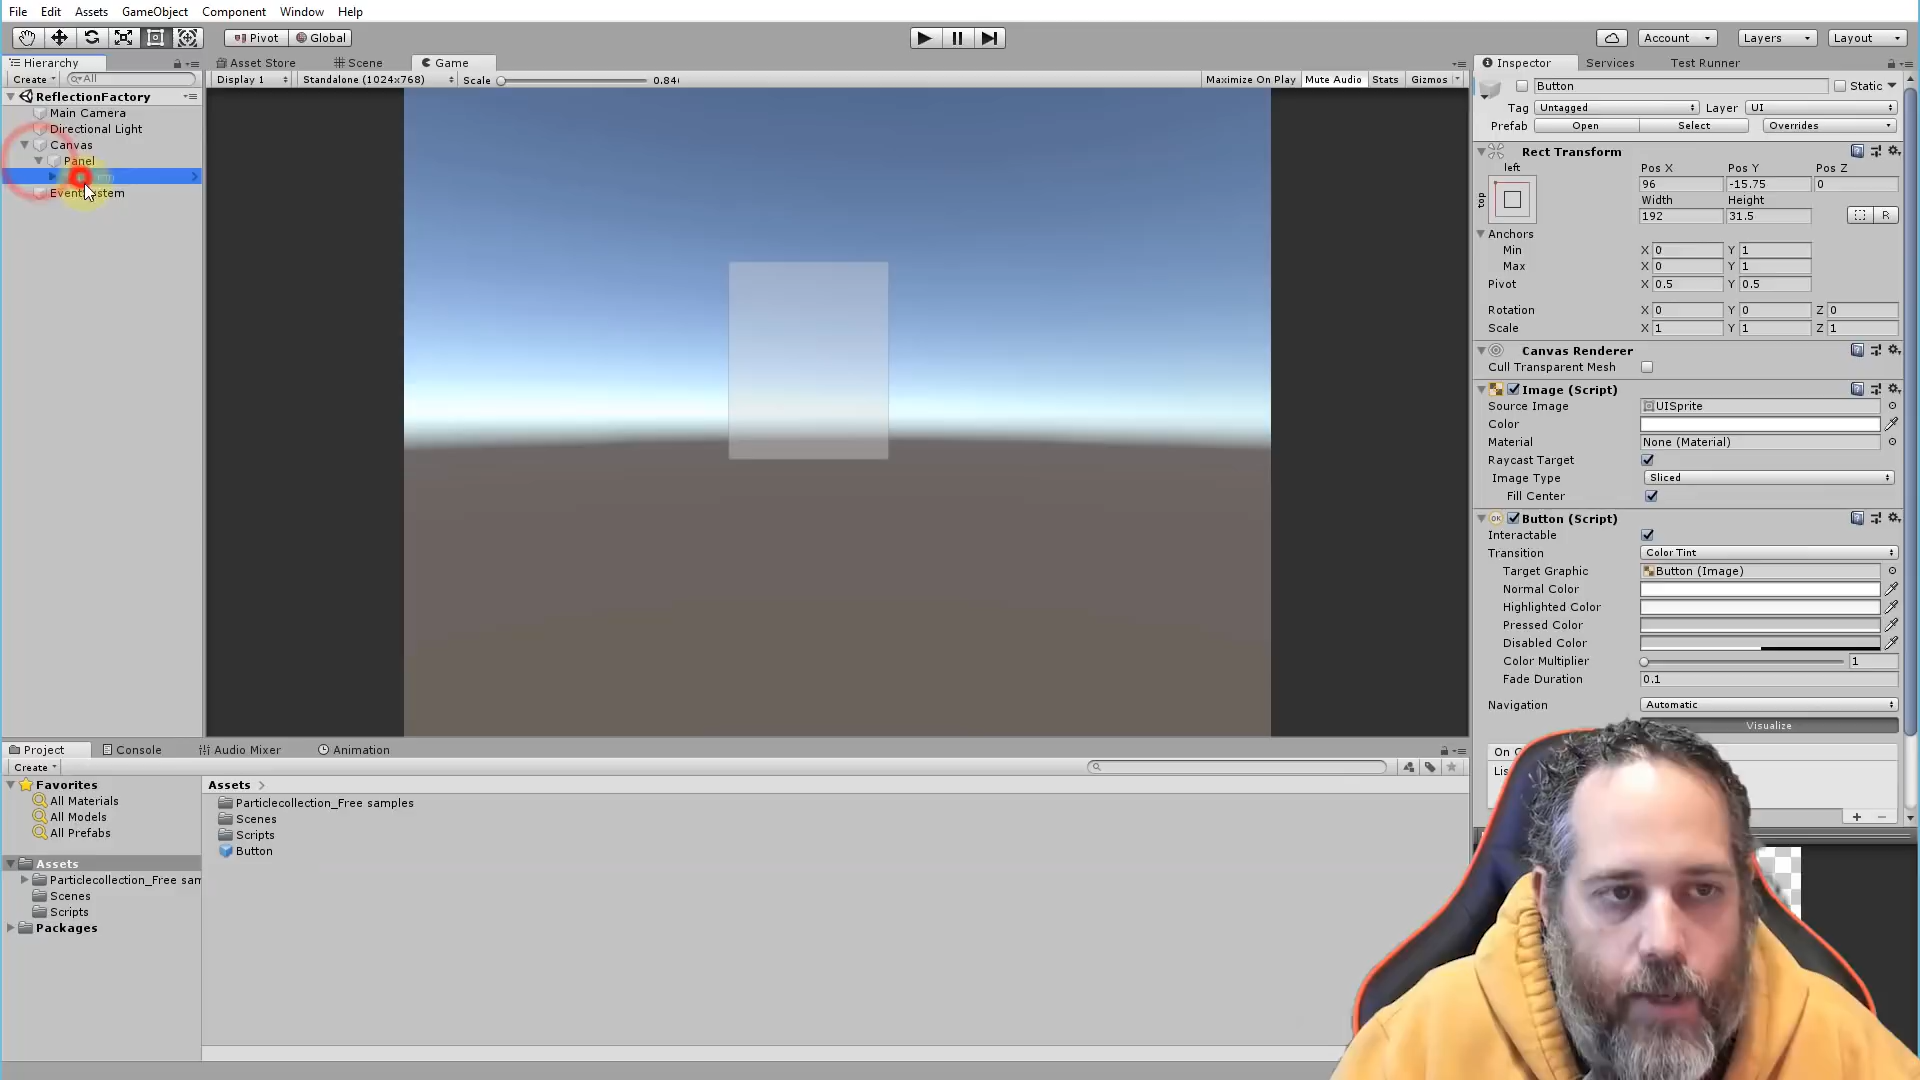 File Edit Assets GameObject Component Window Help
Pivot Global Account Layers Layout
Hierarchy Asset Store Scene Game Inspector Services Test Runner
Create All Display 1 Standalone (1024x768) Scale 0.84 Maximize On Play Mute Audio Stats Gizmos
ReflectionFactory
Main Camera
Directional Light
Canvas
Panel
Button
Static
Tag Untagged Layer UI
Prefab Open Select Overrides
Rect Transform
left Pos X Pos Y Pos Z
top 96 -15.75 0
Width Height
192 31.5 R
Anchors
Min X 0 Y 1
Max X 0 Y 1
Pivot X 0.5 Y 0.5
Rotation X 0 Y 0 Z 0
Scale X 1 Y 1 Z 1
Canvas Renderer
Cull Transparent Mesh
Image (Script)
Source Image UISprite
Color
Material None (Material)
Raycast Target
Image Type Sliced
Fill Center
OK Button (Script)
Interactable
Transition Color Tint
Target Graphic Button (Image)
Normal Color
Highlighted Color
Pressed Color
Disabled Color
Color Multiplier 1
Fade Duration 0.1
Navigation Automatic
Visualize
Project Console Audio Mixer Animation
Create
Favorites
All Materials
All Models
All Prefabs
Assets
Particlecollection_Free sam
Scenes
Scripts
Packages
Assets
Particlecollection_Free samples
Scenes
Scripts
Button